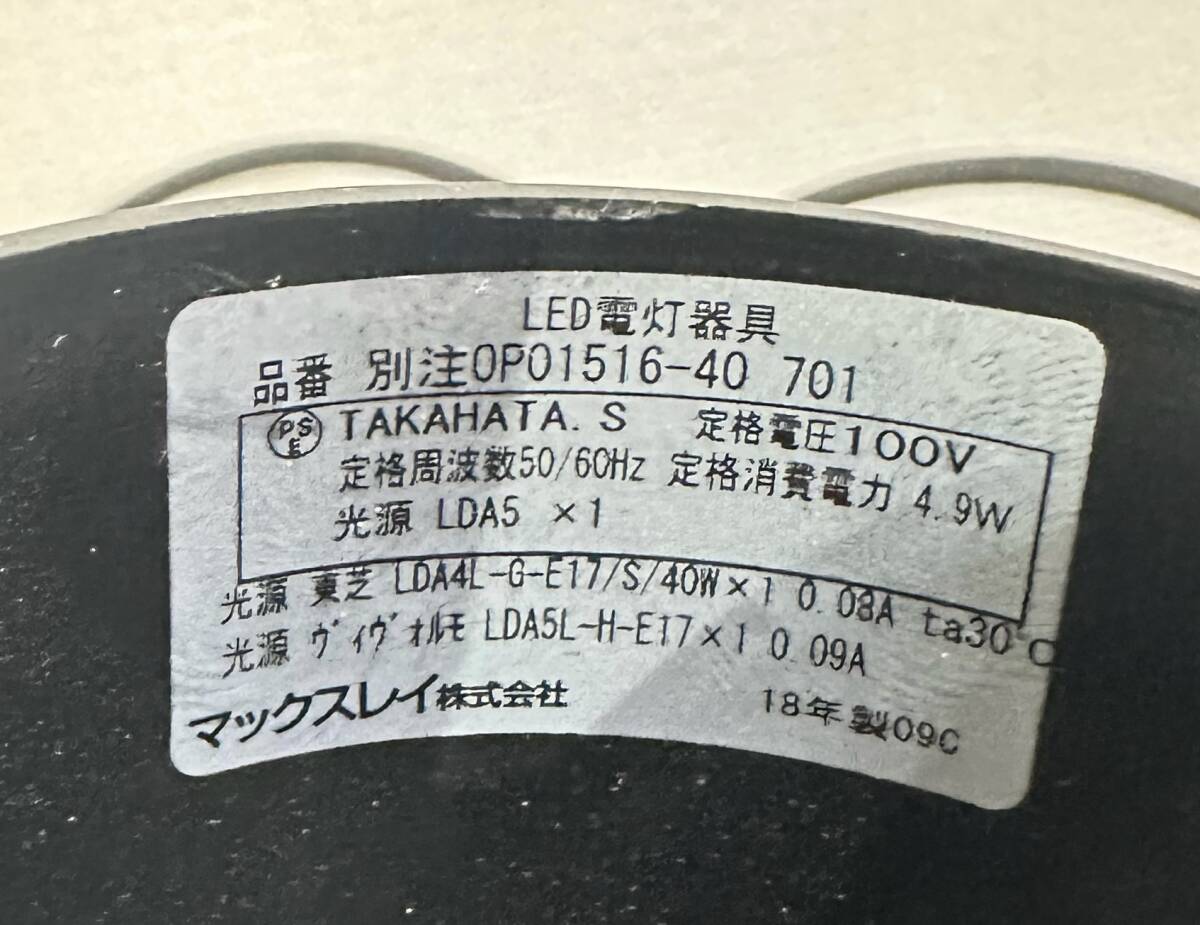 LED電灯器具
品番 別注OP01516-40 701
PSE TAKAHATA.S 定格電圧100V
定格周波数50/60Hz 定格消費電力 4.9W
光源 LDA5 ×1
光源 東芝 LDA4L-G-E17/S/40W×1 0.08A ta30℃
光源 ヴィヴォルモ LDA5L-H-E17×1 0.09A
マックスレイ株式会社 18年製09C